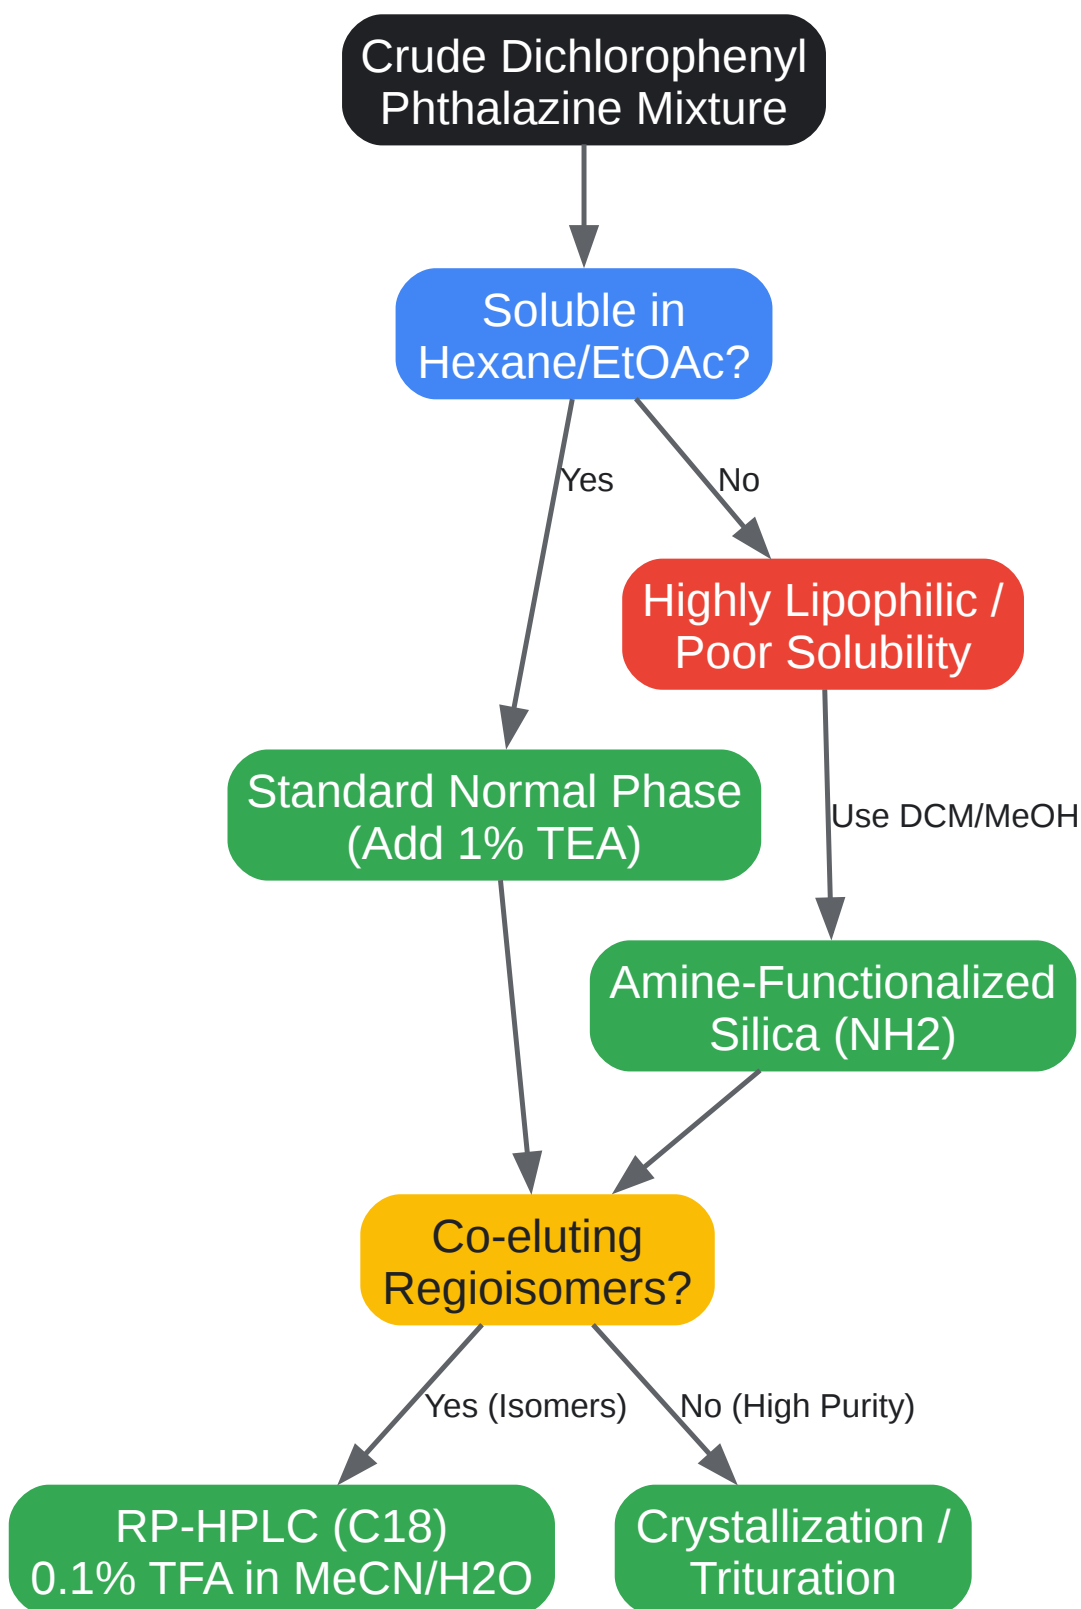 Crude Dichlorophenyl
Phthalazine Mixture
Soluble in
Hexane/EtOAc?
Yes
No
Highly Lipophilic /
Poor Solubility
Standard Normal Phase
(Add 1% TEA)
Use DCM/MeOH
Amine-Functionalized
Silica (NH2)
Co-eluting
Regioisomers?
Yes (Isomers)
No (High Purity)
RP-HPLC (C18)
0.1% TFA in MeCN/H2O
Crystallization /
Trituration